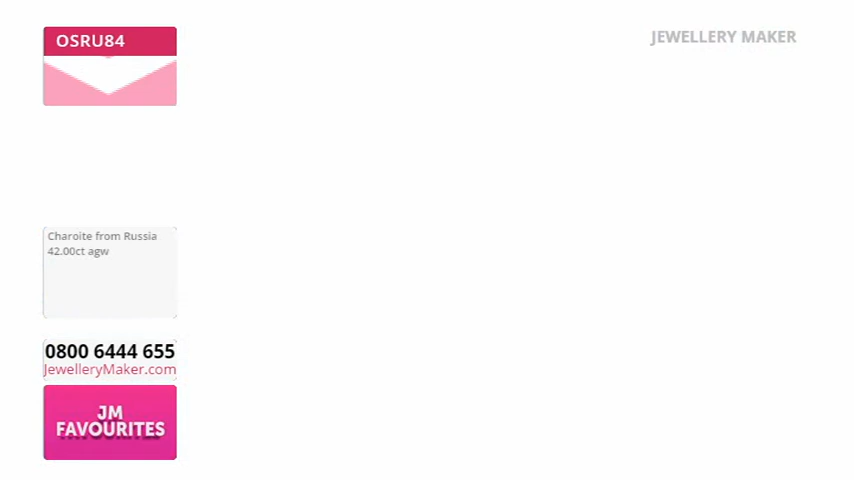 OSRU84
JEWELLERY MAKER
Charoite from Russia
42.00ct agw
0800 6444 655
JewelleryMaker.com
JM
FAVOURITES